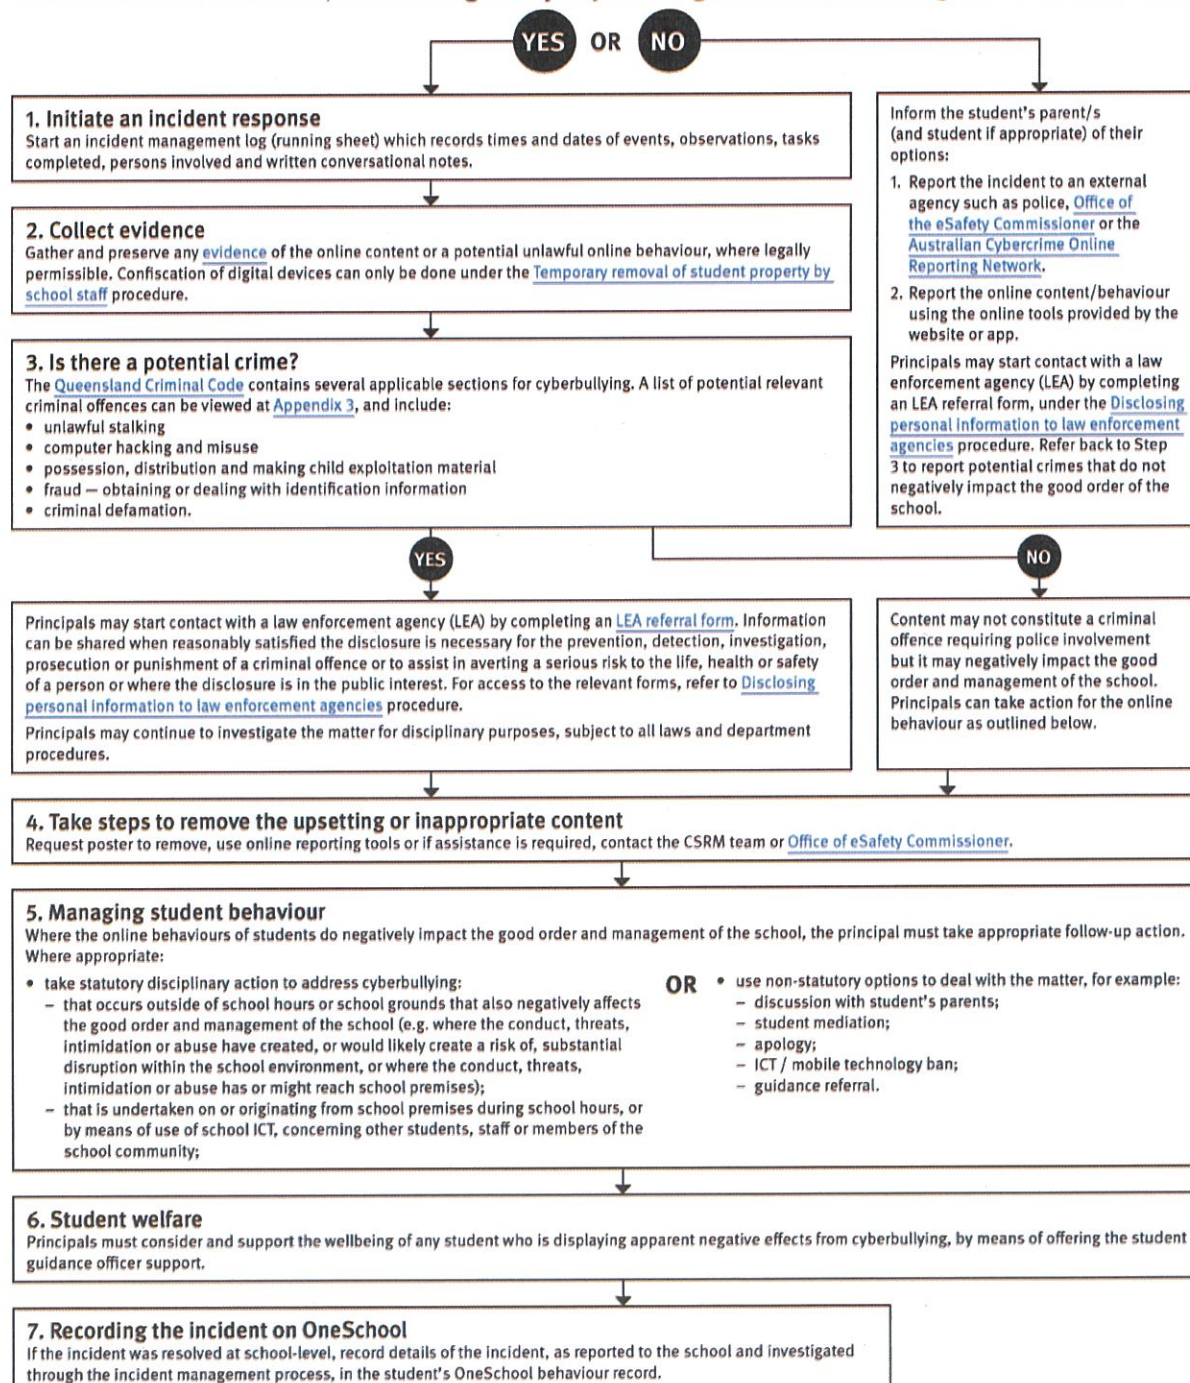 YES OR NO
1. Initiate an incident response
Start an incident management log (running sheet) which records times and dates of events, observations, tasks
completed, persons involved and written conversational notes.
2. Collect evidence
Gather and preserve any evidence of the online content or a potential unlawful online behaviour, where legally
permissible. Confiscation of digital devices can only be done under the Temporary removal of student property by
school staff procedure.
3. Is there a potential crime?
The Queensland Criminal Code contains several applicable sections for cyberbullying. A list of potential relevant
criminal offences can be viewed at Appendix 3, and include:
• unlawful stalking
• computer hacking and misuse
• possession, distribution and making child exploitation material
• fraud — obtaining or dealing with identification information
• criminal defamation.
Inform the student's parent/s
(and student if appropriate) of their
options:
1. Report the incident to an external
agency such as police, Office of
the eSafety Commissioner or the
Australian Cybercrime Online
Reporting Network.
2. Report the online content/behaviour
using the online tools provided by the
website or app.
Principals may start contact with a law
enforcement agency (LEA) by completing
an LEA referral form, under the Disclosing
personal information to law enforcement
agencies procedure. Refer back to Step
3 to report potential crimes that do not
negatively impact the good order of the
school.
YES
NO
Principals may start contact with a law enforcement agency (LEA) by completing an LEA referral form. Information
can be shared when reasonably satisfied the disclosure is necessary for the prevention, detection, investigation,
prosecution or punishment of a criminal offence or to assist in averting a serious risk to the life, health or safety
of a person or where the disclosure is in the public interest. For access to the relevant forms, refer to Disclosing
personal information to law enforcement agencies procedure.
Principals may continue to investigate the matter for disciplinary purposes, subject to all laws and department
procedures.
Content may not constitute a criminal
offence requiring police involvement
but it may negatively impact the good
order and management of the school.
Principals can take action for the online
behaviour as outlined below.
4. Take steps to remove the upsetting or inappropriate content
Request poster to remove, use online reporting tools or if assistance is required, contact the CSRM team or Office of eSafety Commissioner.
5. Managing student behaviour
Where the online behaviours of students do negatively impact the good order and management of the school, the principal must take appropriate follow-up action.
Where appropriate:
• take statutory disciplinary action to address cyberbullying:
– that occurs outside of school hours or school grounds that also negatively affects
the good order and management of the school (e.g. where the conduct, threats,
intimidation or abuse have created, or would likely create a risk of, substantial
disruption within the school environment, or where the conduct, threats,
intimidation or abuse has or might reach school premises);
– that is undertaken on or originating from school premises during school hours, or
by means of use of school ICT, concerning other students, staff or members of the
school community;
OR
• use non-statutory options to deal with the matter, for example:
– discussion with student's parents;
– student mediation;
– apology;
– ICT / mobile technology ban;
– guidance referral.
6. Student welfare
Principals must consider and support the wellbeing of any student who is displaying apparent negative effects from cyberbullying, by means of offering the student
guidance officer support.
7. Recording the incident on OneSchool
If the incident was resolved at school-level, record details of the incident, as reported to the school and investigated
through the incident management process, in the student's OneSchool behaviour record.